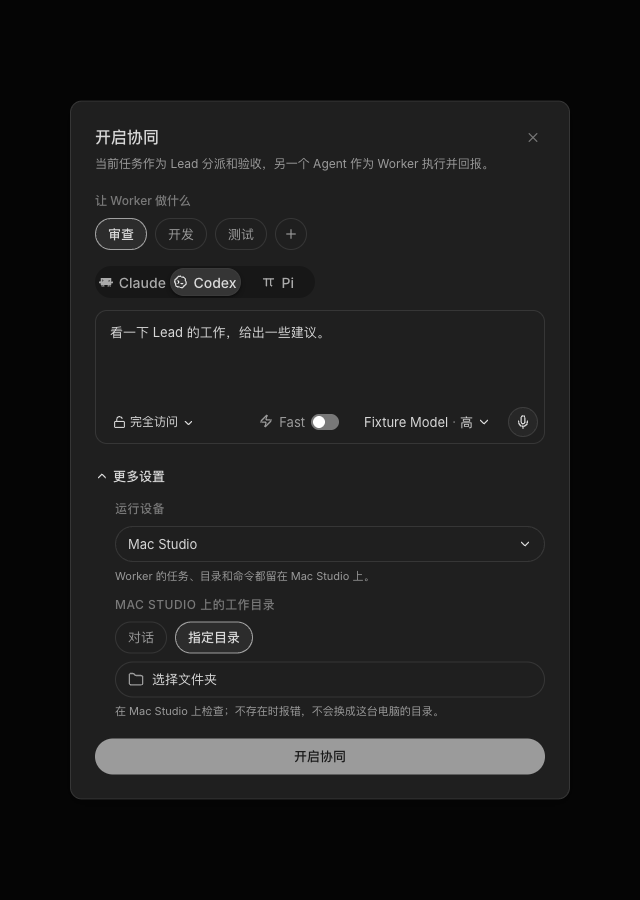 开启协同
当前任务作为 Lead 分派和验收，另一个 Agent 作为 Worker 执行并回报。
让 Worker 做什么
审查 开发 测试
Claude Codex Pi
看一下 Lead 的工作，给出一些建议。
完全访问 Fast Fixture Model · 高
更多设置
运行设备
Mac Studio
Worker 的任务、目录和命令都留在 Mac Studio 上。
MAC STUDIO 上的工作目录
对话 指定目录
选择文件夹
在 Mac Studio 上检查；不存在时报错，不会换成这台电脑的目录。
开启协同